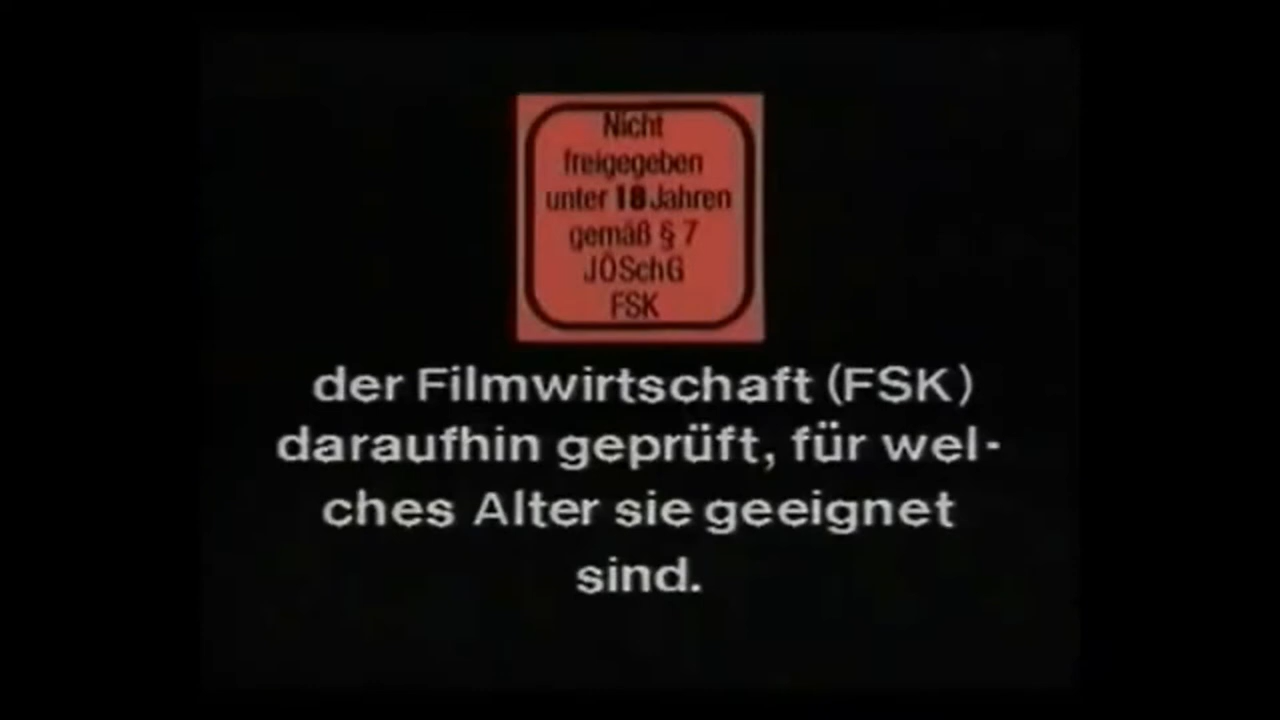 Nicht
freigegeben
unter 18 Jahren
gemäß § 7
JÖSchG
FSK
der Filmwirtschaft (FSK)
daraufhin geprüft, für wel-
ches Alter sie geeignet
sind.